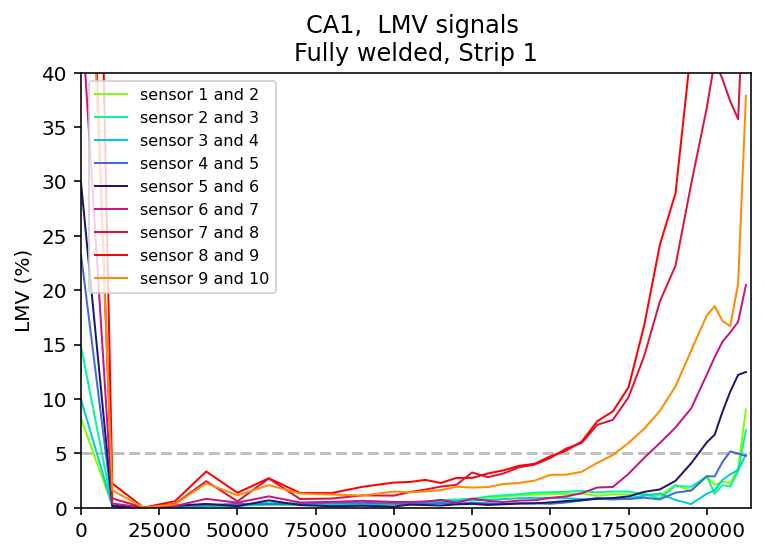 CA1,  LMV signals
Fully welded, Strip 1
LMV (%)
40
35
30
25
20
15
10
5
0
sensor 1 and 2
sensor 2 and 3
sensor 3 and 4
sensor 4 and 5
sensor 5 and 6
sensor 6 and 7
sensor 7 and 8
sensor 8 and 9
sensor 9 and 10
0 25000 50000 75000 100000 125000 150000 175000 200000